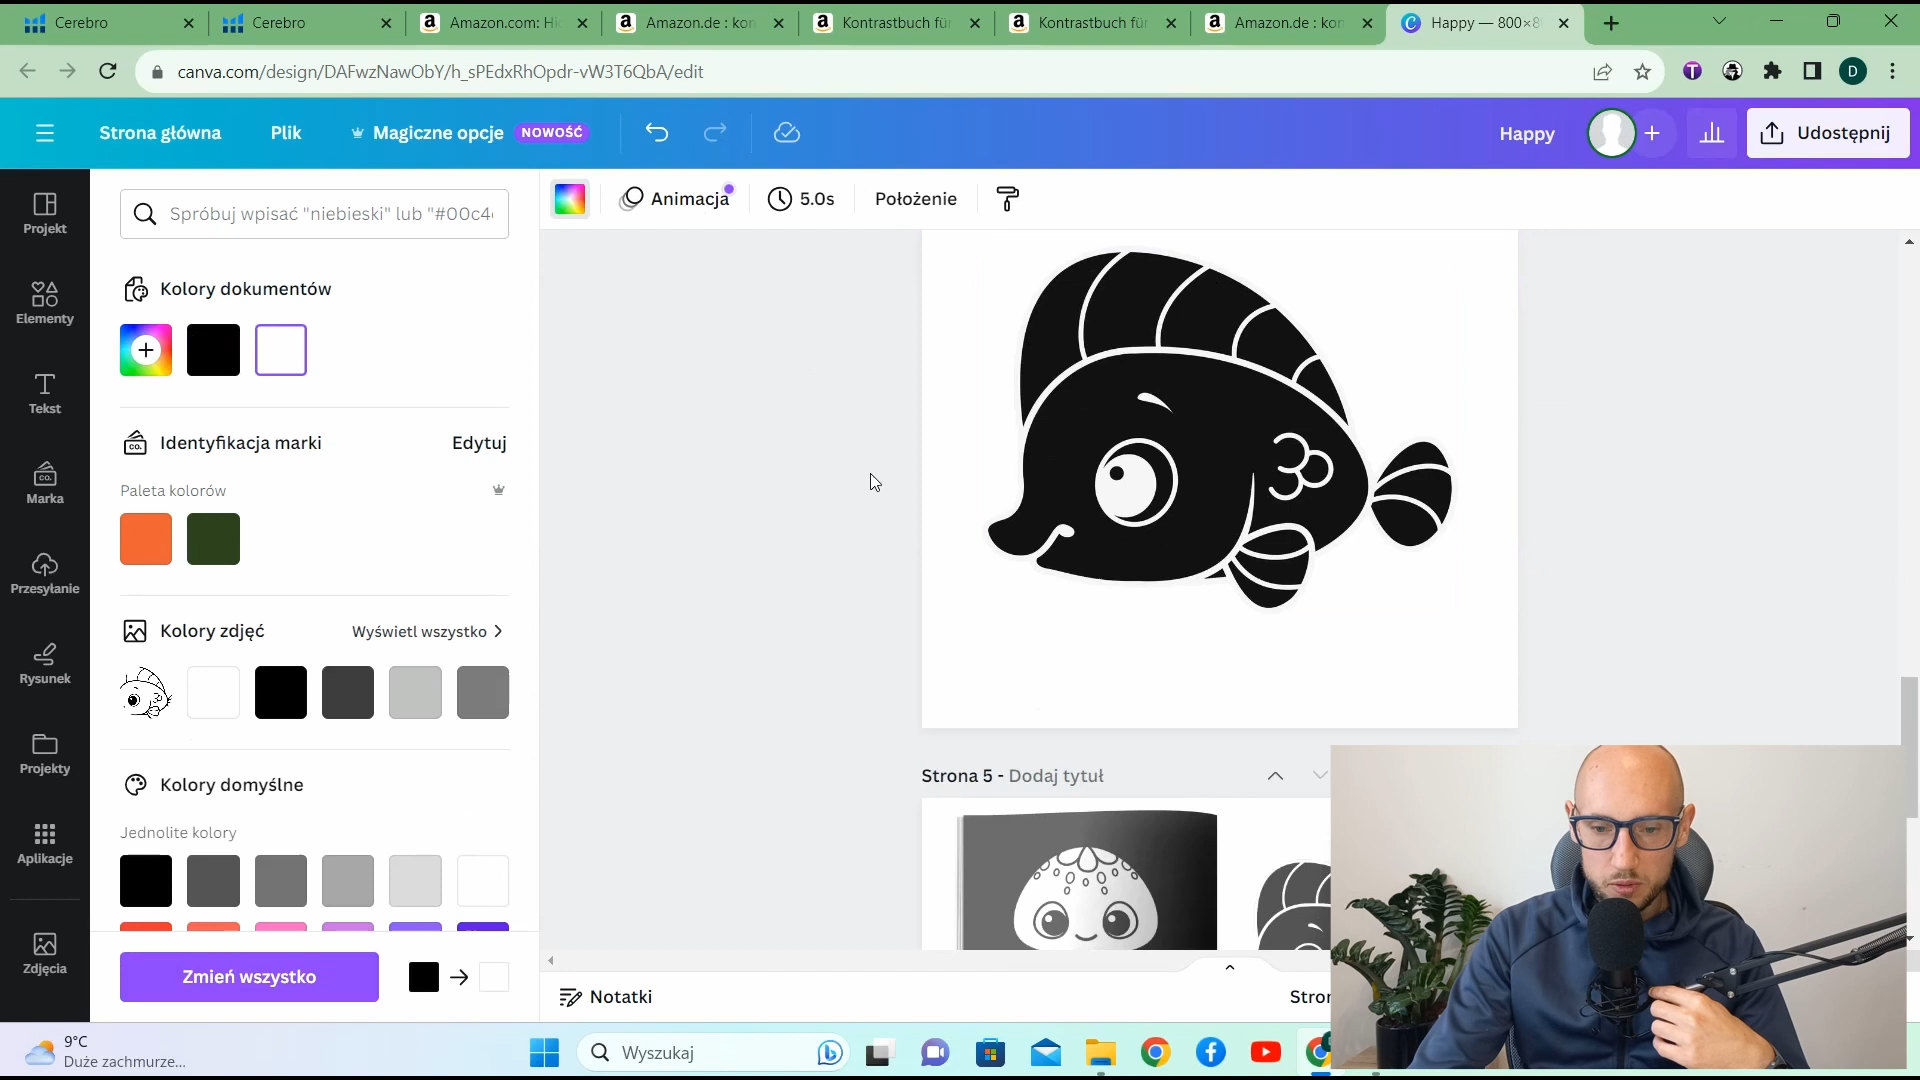 Cerebro
Cerebro
Amazon.com: Hi
Amazon.de : kon
Kontrastbuch für
Kontrastbuch für
Amazon.de : kon
Happy — 800×8
canva.com/design/DAFwzNawObY/h_sPEdxRhOpdr-vW3T6QbA/edit
D
Strona główna
Plik
Magiczne opcje
NOWOŚĆ
Happy
Udostępnij
Projekt
Elementy
Tekst
Marka
Przesyłanie
Rysunek
Projekty
Aplikacje
Zdjęcia
Spróbuj wpisać "niebieski" lub "#00c4
Kolory dokumentów
Identyfikacja marki
Edytuj
Paleta kolorów
Kolory zdjęć
Wyświetl wszystko
Kolory domyślne
Jednolite kolory
Zmień wszystko
Animacja
5.0s
Położenie
Strona 5 - Dodaj tytuł
Notatki
Stron
9°C
Duże zachmurze...
Wyszukaj